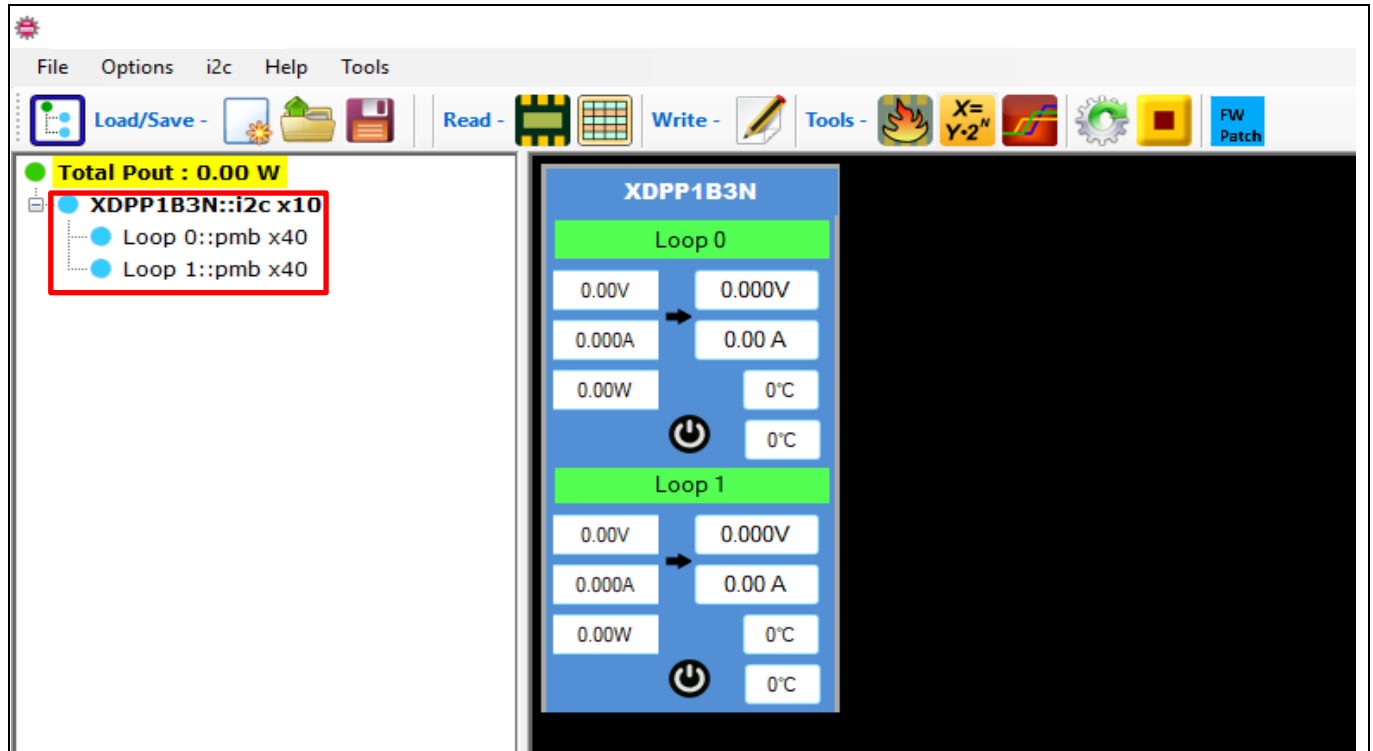 File Options i2c Help Tools
Load/Save - Read - Write - Tools - X= Y·2ᴺ FW Patch
Total Pout : 0.00 W
XDPP1B3N::i2c x10
Loop 0::pmb x40
Loop 1::pmb x40
XDPP1B3N
Loop 0
0.00V 0.000V
0.000A 0.00 A
0.00W 0°C
0°C
Loop 1
0.00V 0.000V
0.000A 0.00 A
0.00W 0°C
0°C